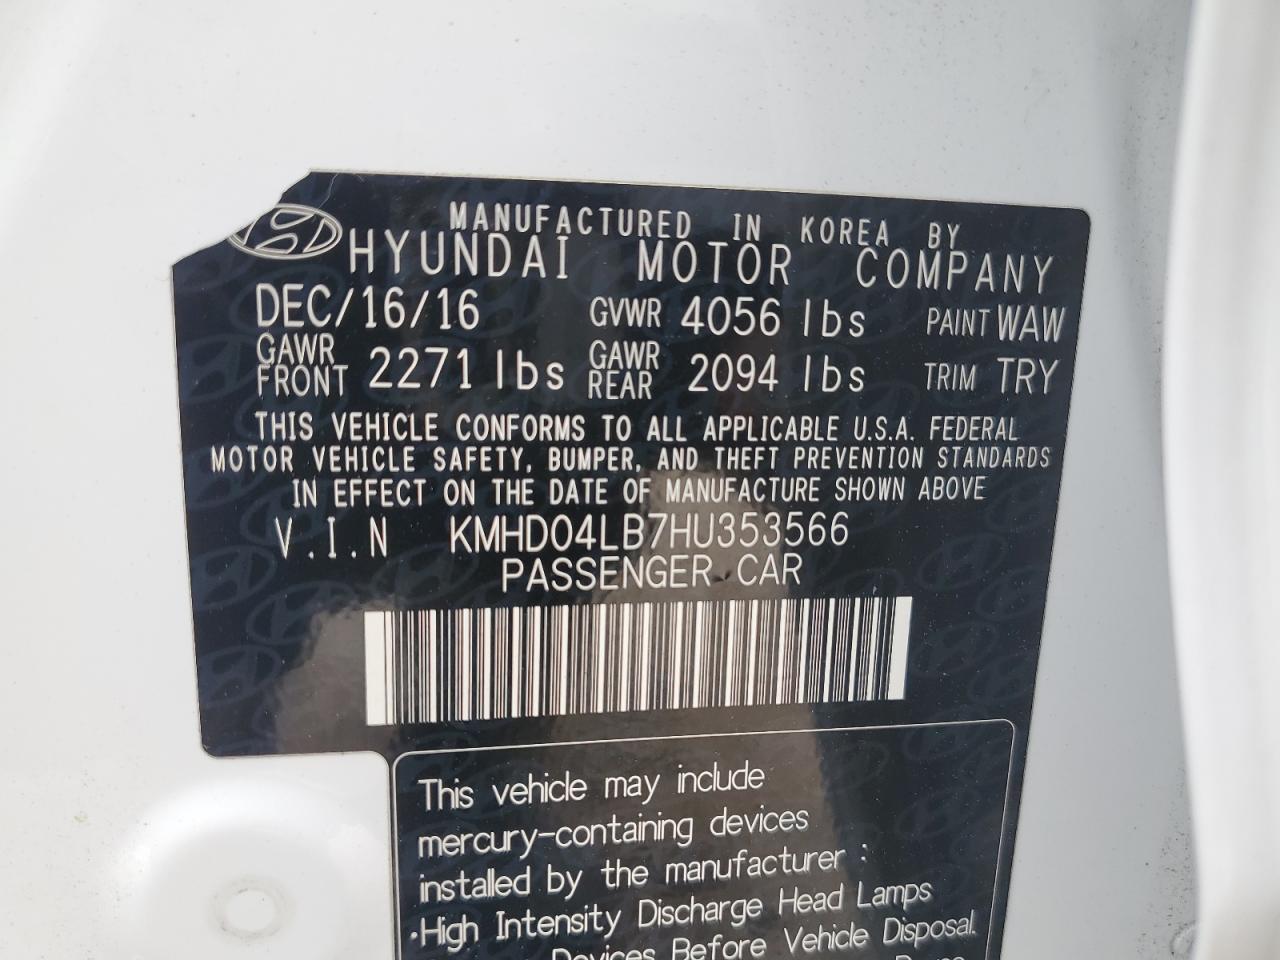 MANUFACTURED IN KOREA BY
HYUNDAI MOTOR COMPANY
DEC/16/16 GVWR 4056 lbs PAINT WAW
GAWR FRONT 2271 lbs GAWR REAR 2094 lbs TRIM TRY
THIS VEHICLE CONFORMS TO ALL APPLICABLE U.S.A. FEDERAL
MOTOR VEHICLE SAFETY, BUMPER, AND THEFT PREVENTION STANDARDS
IN EFFECT ON THE DATE OF MANUFACTURE SHOWN ABOVE
V.I.N KMHD04LB7HU353566
PASSENGER CAR
This vehicle may include
mercury-containing devices
installed by the manufacturer :
·High Intensity Discharge Head Lamps
Devices Before Vehicle Disposal.